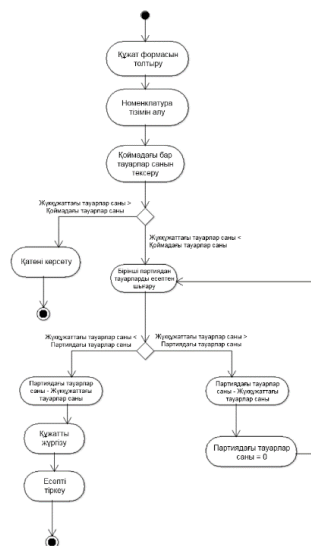 Құжат формасын
толтыру
Номенклатура
тізімін алу
Қоймадағы бар
тауарлар санын
тексеру
Жүкқұжаттағы тауарлар саны >
Қоймадағы тауарлар саны
Жүкқұжаттағы тауарлар саны <
Қоймадағы тауарлар саны
Қатені көрсету
Бірінші партиядан
тауарларды есептен
шығару
Жүкқұжаттағы тауарлар саны <
Партиядағы тауарлар саны
Жүкқұжаттағы тауарлар саны >
Партиядағы тауарлар саны
Партиядағы тауарлар
саны - Жүкқұжаттағы
тауарлар саны
Партиядағы тауарлар
саны - Жүкқұжаттағы
тауарлар саны
Құжатты
жүргізу
Партиядағы тауарлар
саны = 0
Есепті
тіркеу